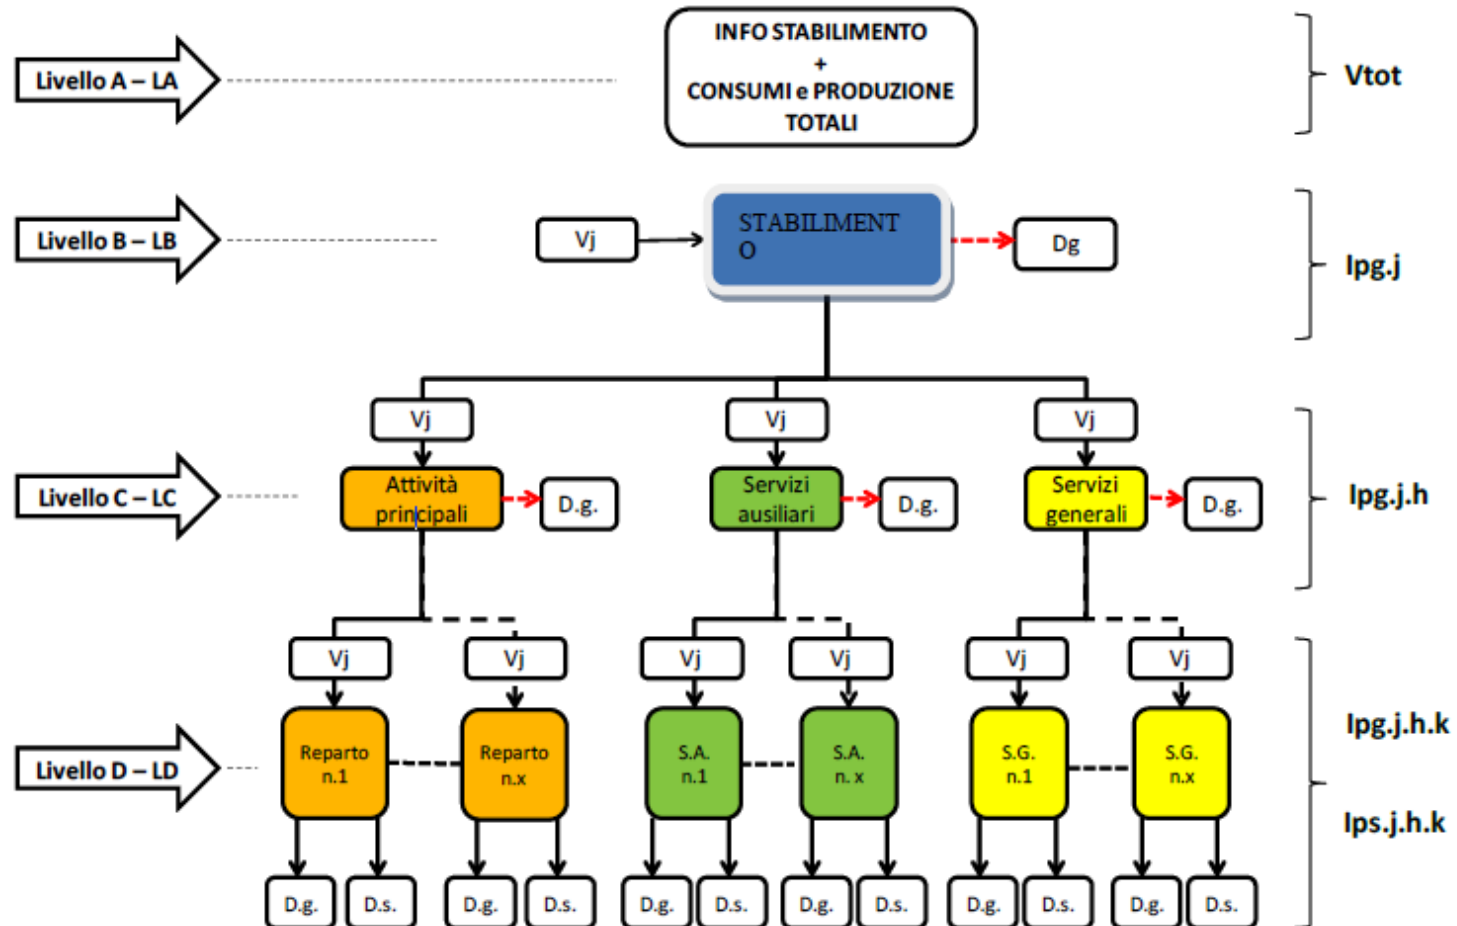 INFO STABILIMENTO
+
CONSUMI e PRODUZIONE
TOTALI
Livello A – LA
Vtot
Livello B – LB
Vj
STABILIMENT
O
Dg
Ipg.j
Vj
Vj
Vj
Livello C – LC
Attività
principali
D.g.
Servizi
ausiliari
D.g.
Servizi
generali
D.g.
Ipg.j.h
Vj
Vj
Vj
Vj
Vj
Vj
Livello D – LD
Reparto
n.1
Reparto
n.x
S.A.
n.1
S.A.
n. x
S.G.
n.1
S.G.
n.x
Ipg.j.h.k
Ips.j.h.k
D.g.
D.s.
D.g.
D.s.
D.g.
D.s.
D.g.
D.s.
D.g.
D.s.
D.g.
D.s.